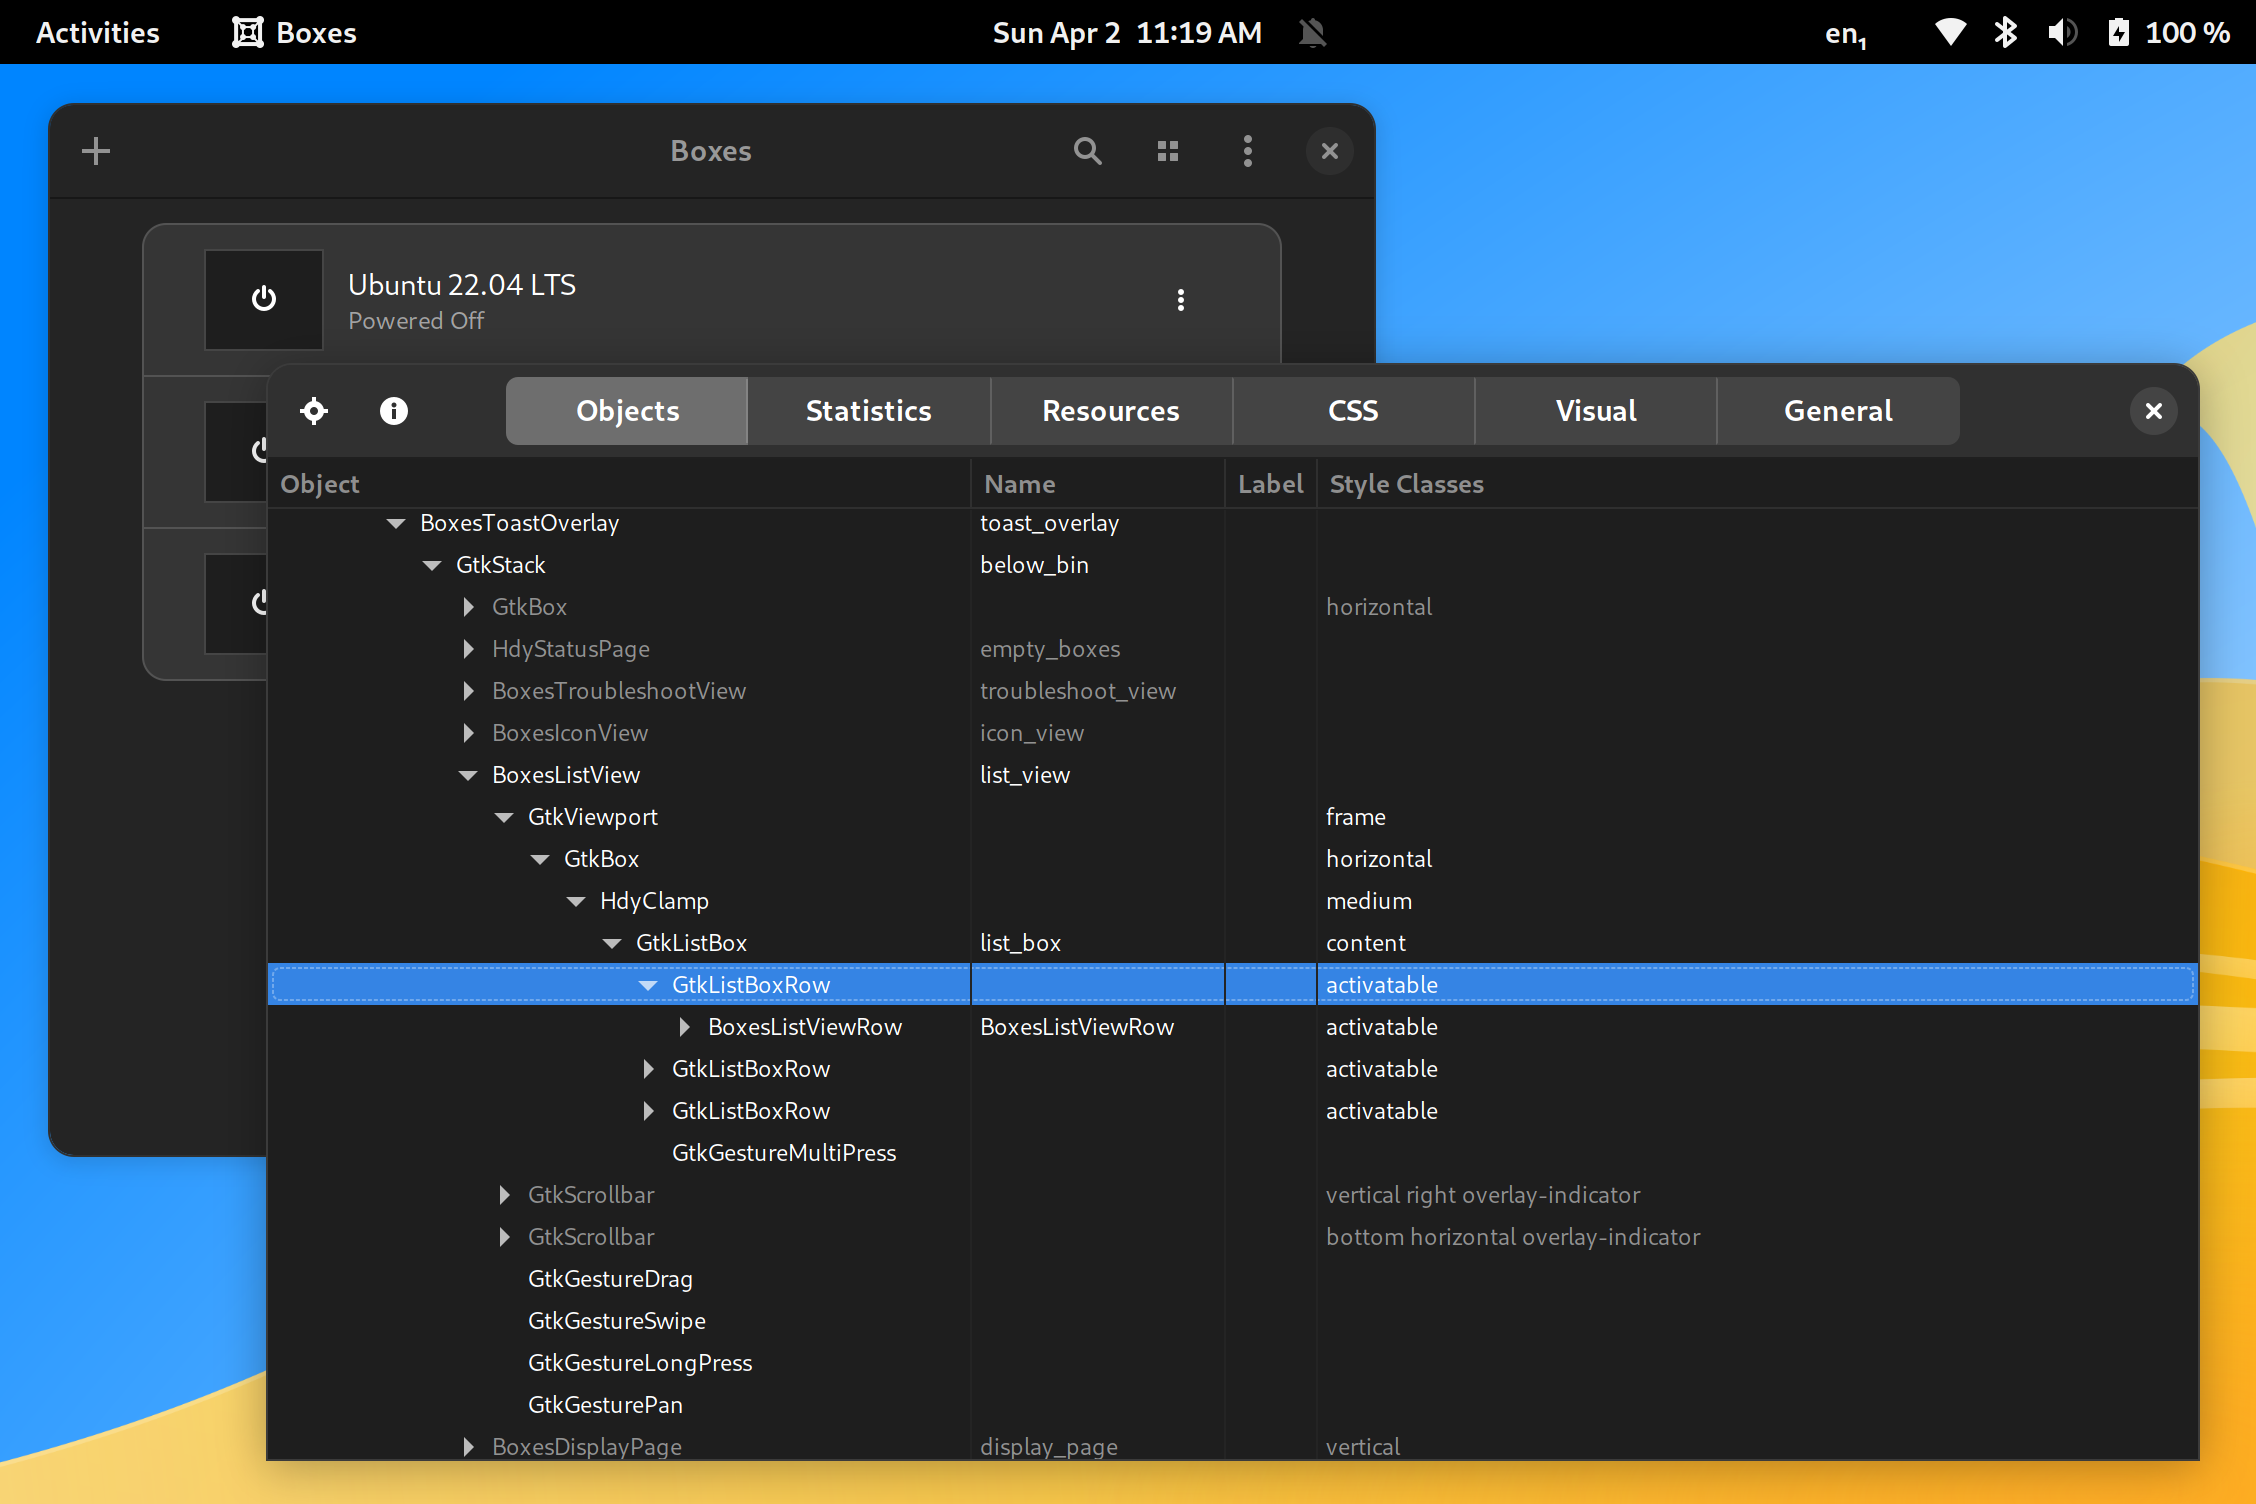 Activities Boxes Sun Apr 2 11:19 AM en₁ 100 %
Boxes
Ubuntu 22.04 LTS
Powered Off
Objects Statistics Resources CSS Visual General
Object Name Label Style Classes
BoxesToastOverlay toast_overlay
GtkStack below_bin
GtkBox horizontal
HdyStatusPage empty_boxes
BoxesTroubleshootView troubleshoot_view
BoxesIconView icon_view
BoxesListView list_view
GtkViewport frame
GtkBox horizontal
HdyClamp medium
GtkListBox list_box content
GtkListBoxRow activatable
BoxesListViewRow BoxesListViewRow activatable
GtkListBoxRow activatable
GtkListBoxRow activatable
GtkGestureMultiPress
GtkScrollbar vertical right overlay-indicator
GtkScrollbar bottom horizontal overlay-indicator
GtkGestureDrag
GtkGestureSwipe
GtkGestureLongPress
GtkGesturePan
BoxesDisplayPage display_page vertical